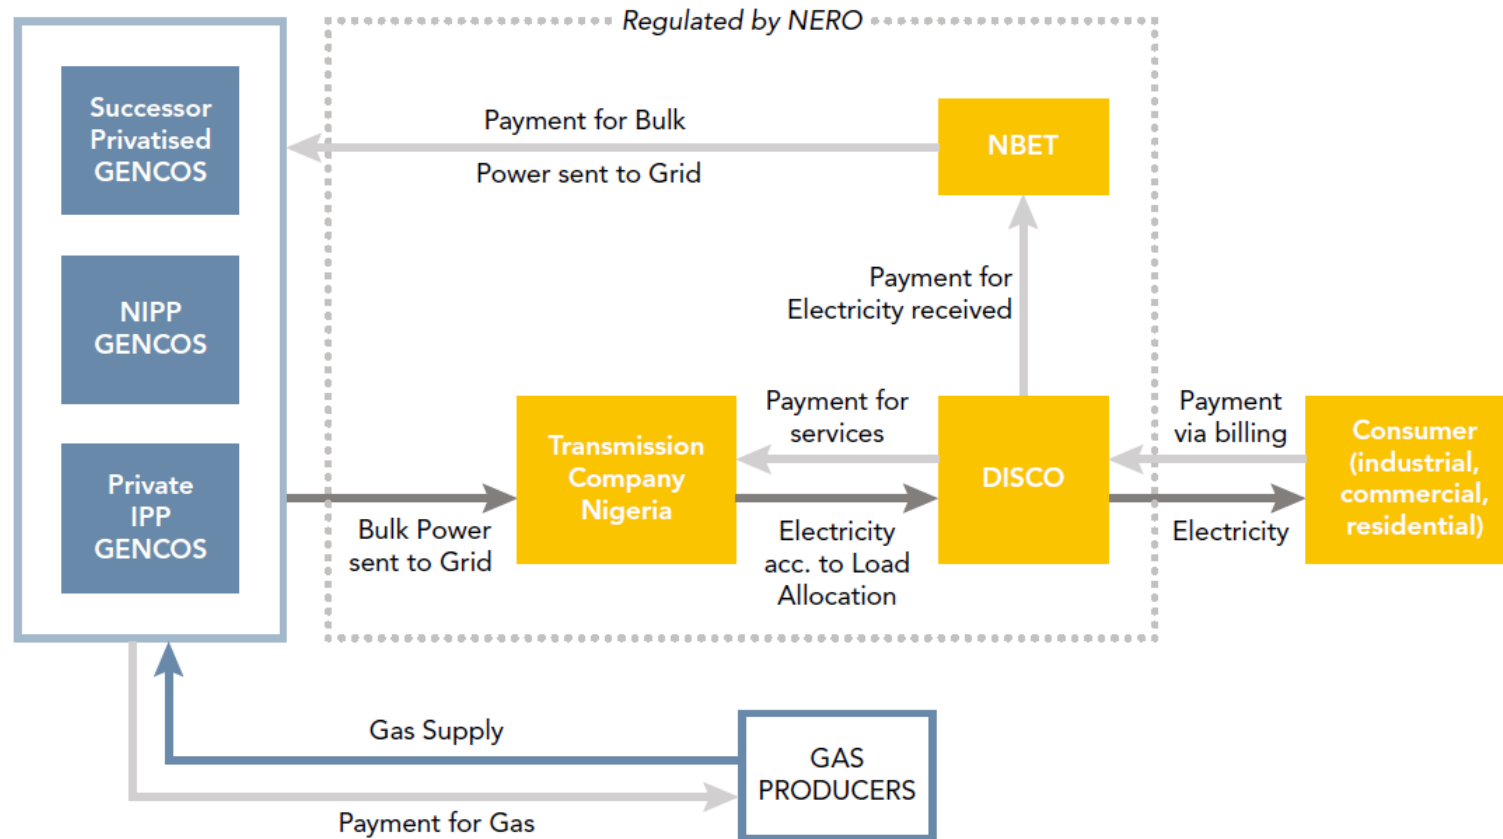 Regulated by NERO
Successor
Privatised
GENCOS
NIPP
GENCOS
Private
IPP
GENCOS
Payment for Bulk
Power sent to Grid
NBET
Payment for
Electricity received
Transmission
Company
Nigeria
Payment for
services
DISCO
Payment
via billing
Consumer
(industrial,
commercial,
residential)
Bulk Power
sent to Grid
Electricity
acc. to Load
Allocation
Electricity
Gas Supply
GAS
PRODUCERS
Payment for Gas